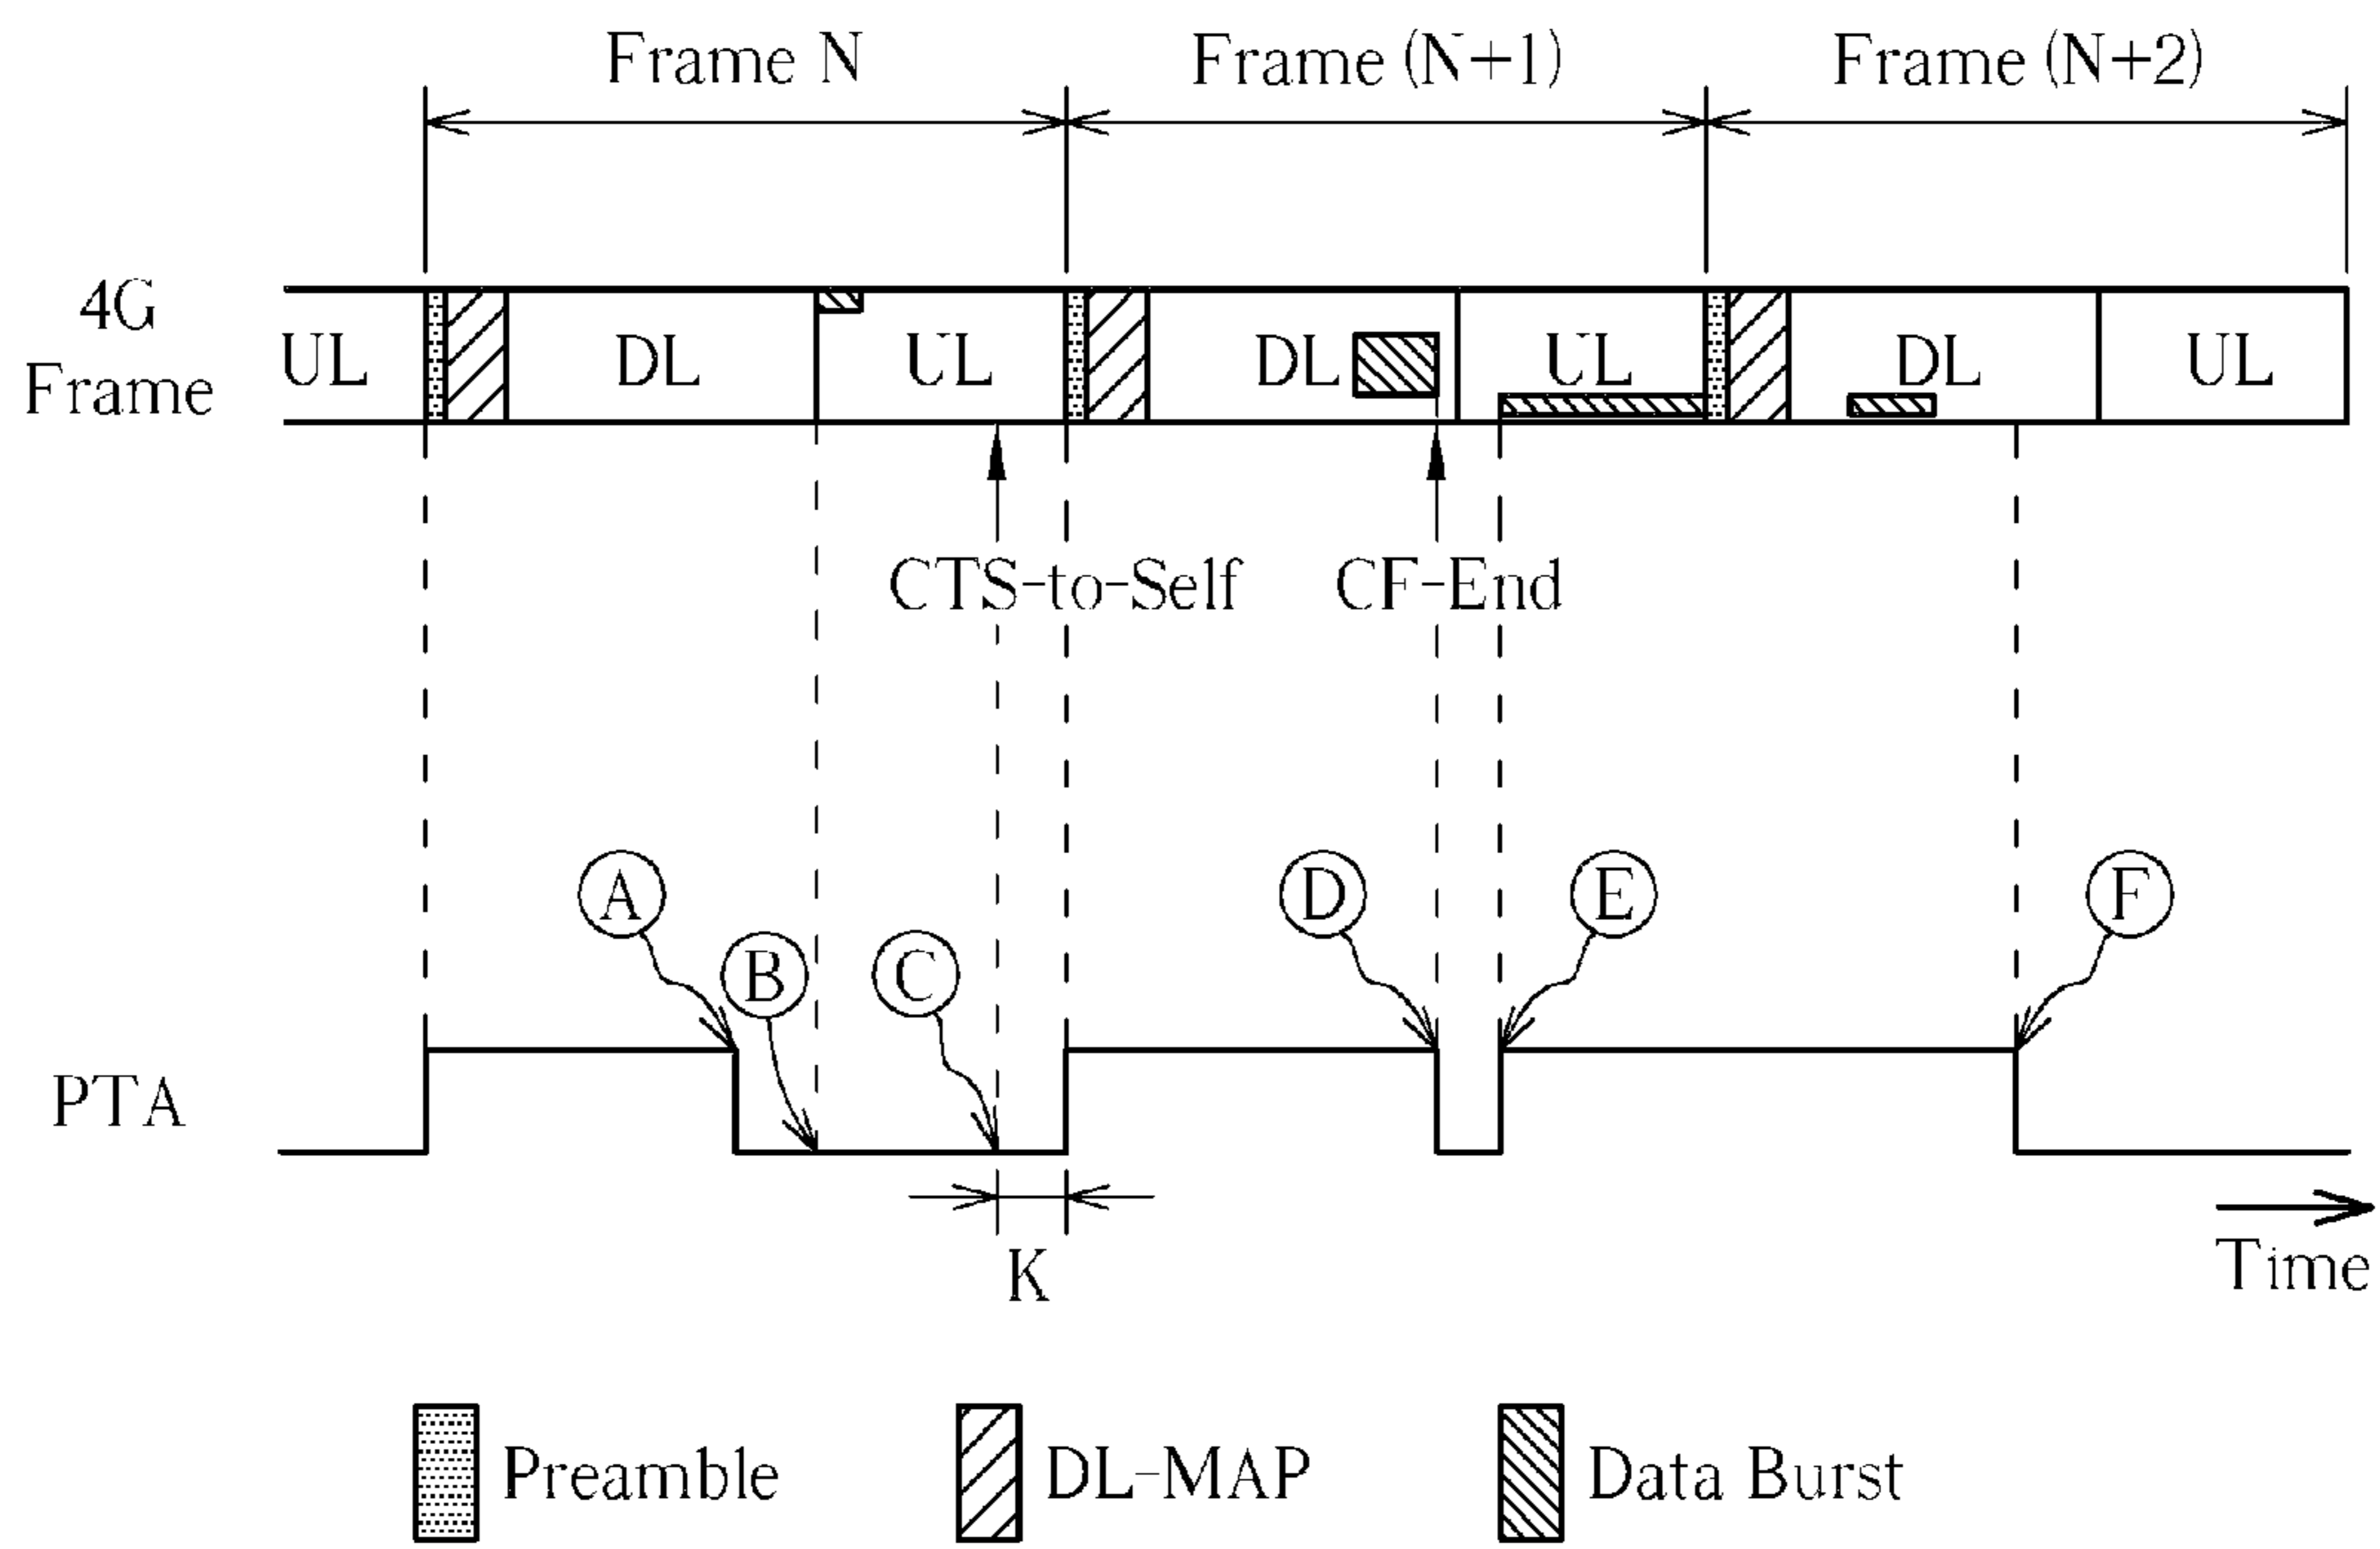 Frame N
Frame (N+1)
Frame (N+2)
4G
Frame
UL
DL
UL
DL
UL
DL
UL
CTS-to-Self
CF-End
A
B
C
D
E
F
PTA
K
Time
Preamble
DL-MAP
Data Burst